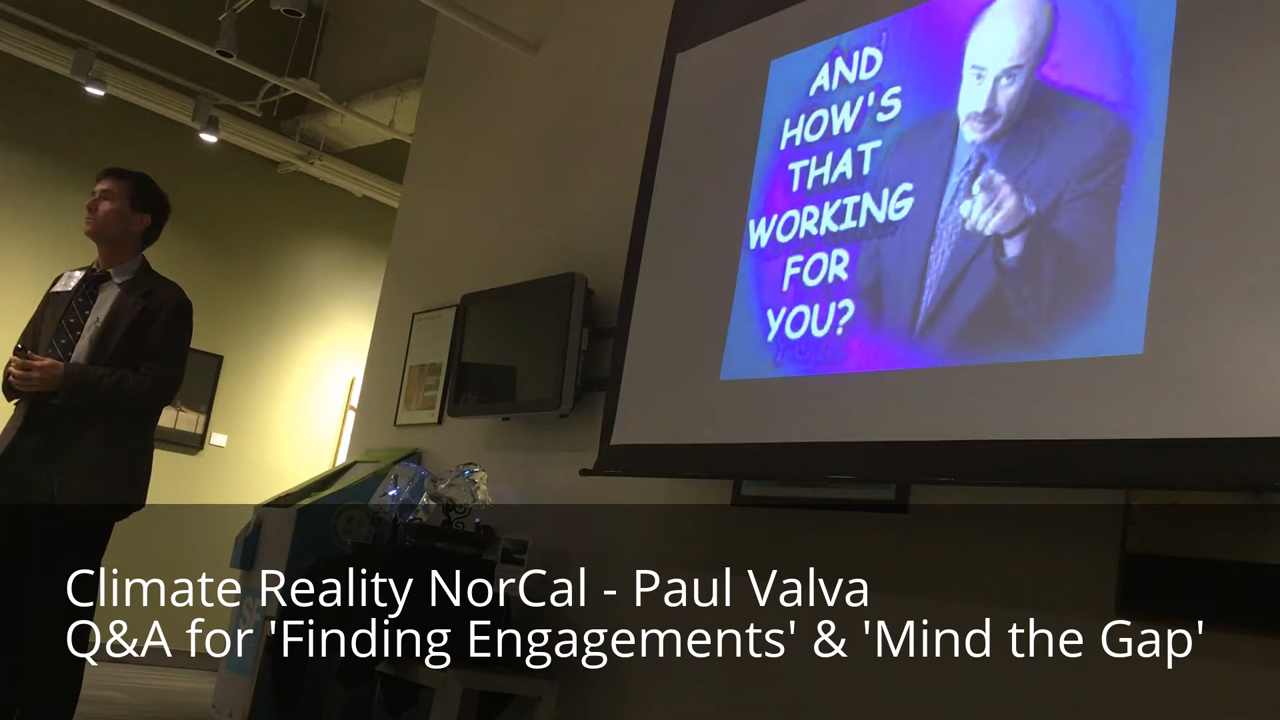 AND
HOW'S
THAT
WORKING
FOR
YOU?
Climate Reality NorCal - Paul Valva
Q&A for 'Finding Engagements' & 'Mind the Gap'